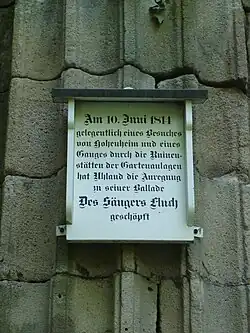 Am 10. Juni 1814
gelegentlich eines Besuches
von Hohenheim und eines
Ganges durch die Ruinen-
stätten der Gartenanlagen
hat Uhland die Anregung
zu seiner Ballade
Des Sängers Fluch
geschöpft